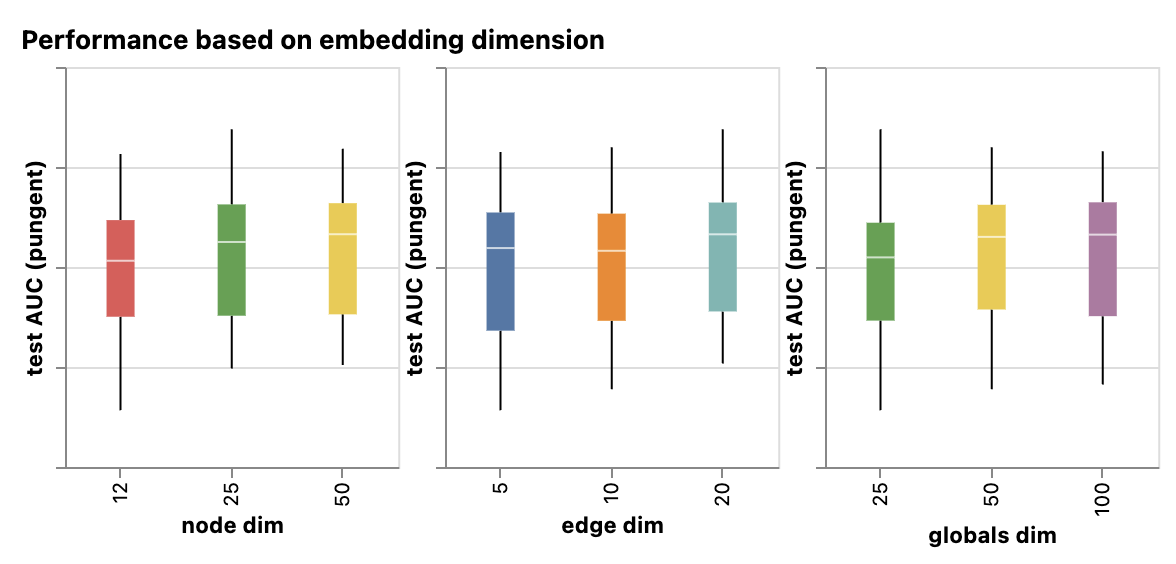 Performance based on embedding dimension
test AUC (pungent)
12
25
50
node dim
test AUC (pungent)
5
10
20
edge dim
test AUC (pungent)
25
50
100
globals dim